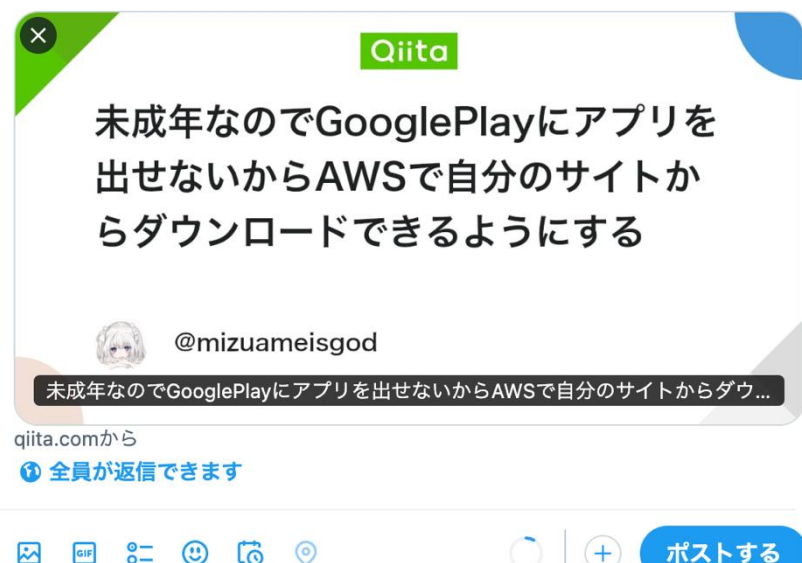 Qiita
未成年なのでGooglePlayにアプリを
出せないからAWSで自分のサイトか
らダウンロードできるようにする
@mizuameisgod
未成年なのでGooglePlayにアプリを出せないからAWSで自分のサイトからダウ...
qiita.comから
全員が返信できます
GIF
ポストする